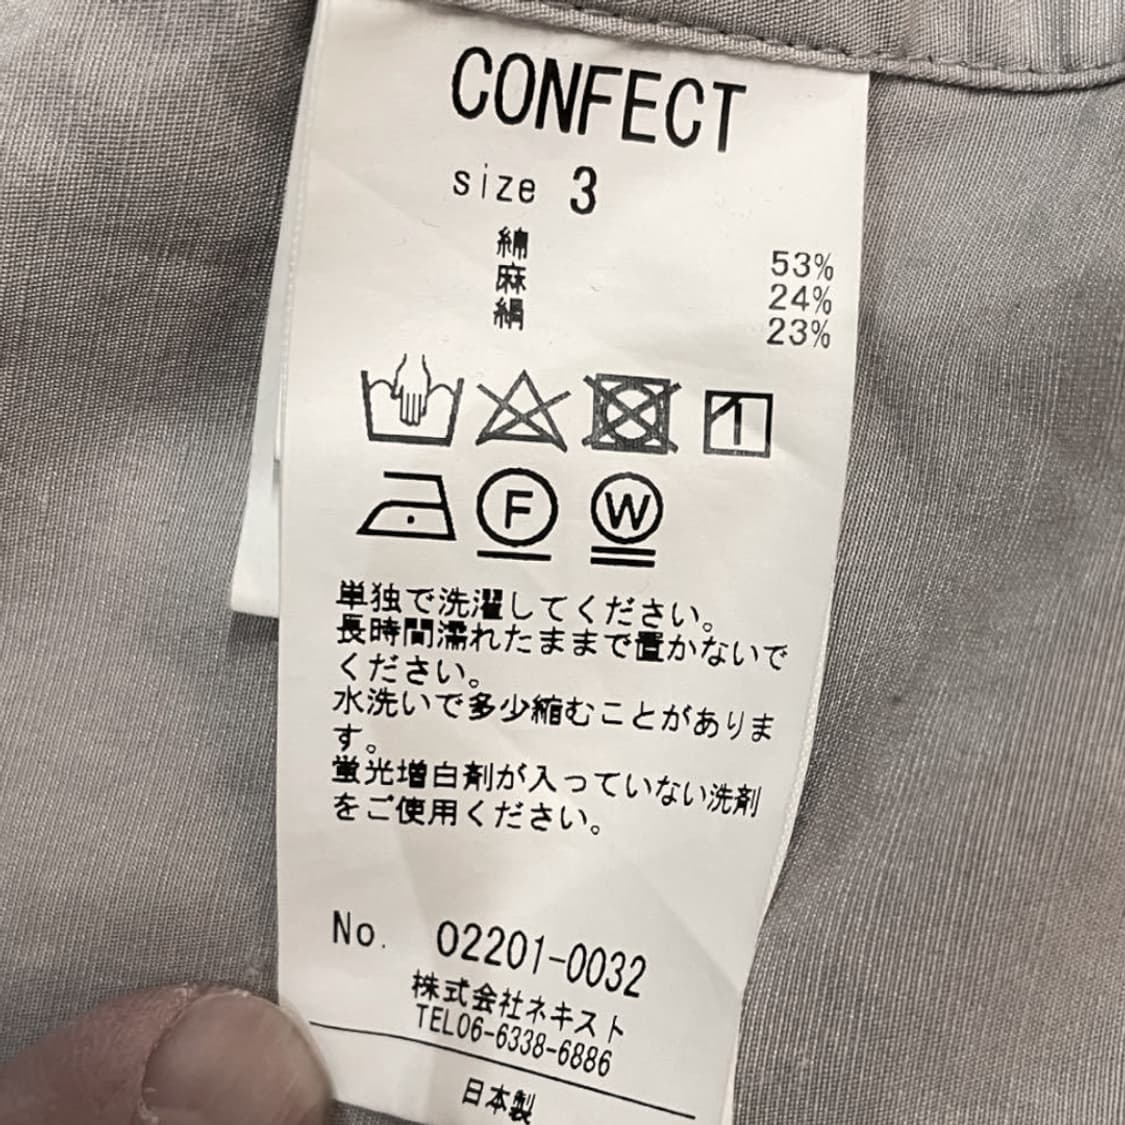 CONFECT
size 3
綿 53%
麻 24%
絹 23%
1
F W
単独で洗濯してください。
長時間濡れたままで置かないで
ください。
水洗いで多少縮むことがありま
す。
蛍光増白剤が入っていない洗剤
をご使用ください。
No. 02201-0032
株式会社ネキスト
TEL06-6338-6886
日本製